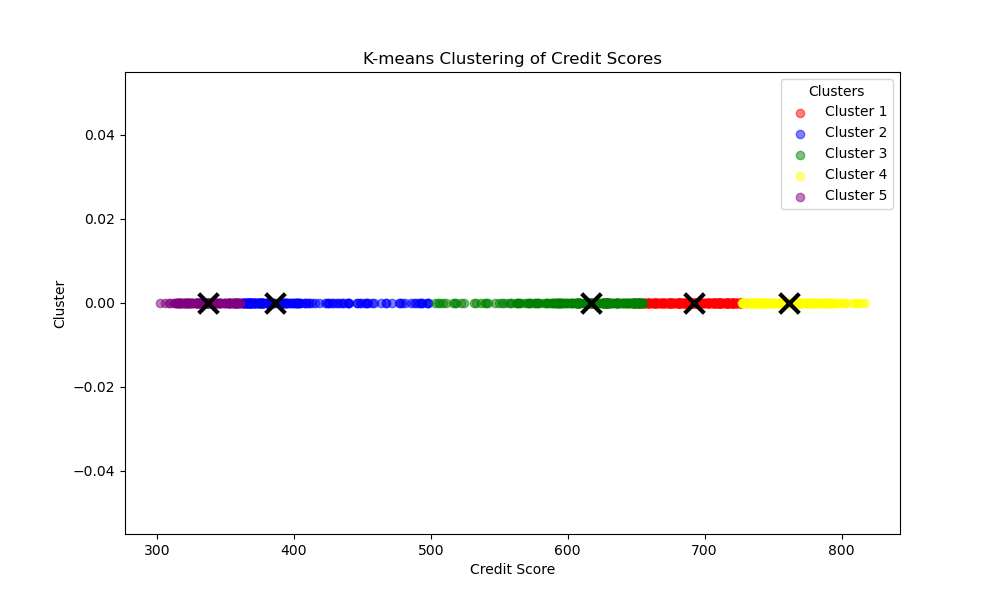 K-means Clustering of Credit Scores
Clusters
Cluster 1
Cluster 2
Cluster 3
Cluster 4
Cluster 5
0.04
0.02
0.00
−0.02
−0.04
Cluster
300 400 500 600 700 800
Credit Score